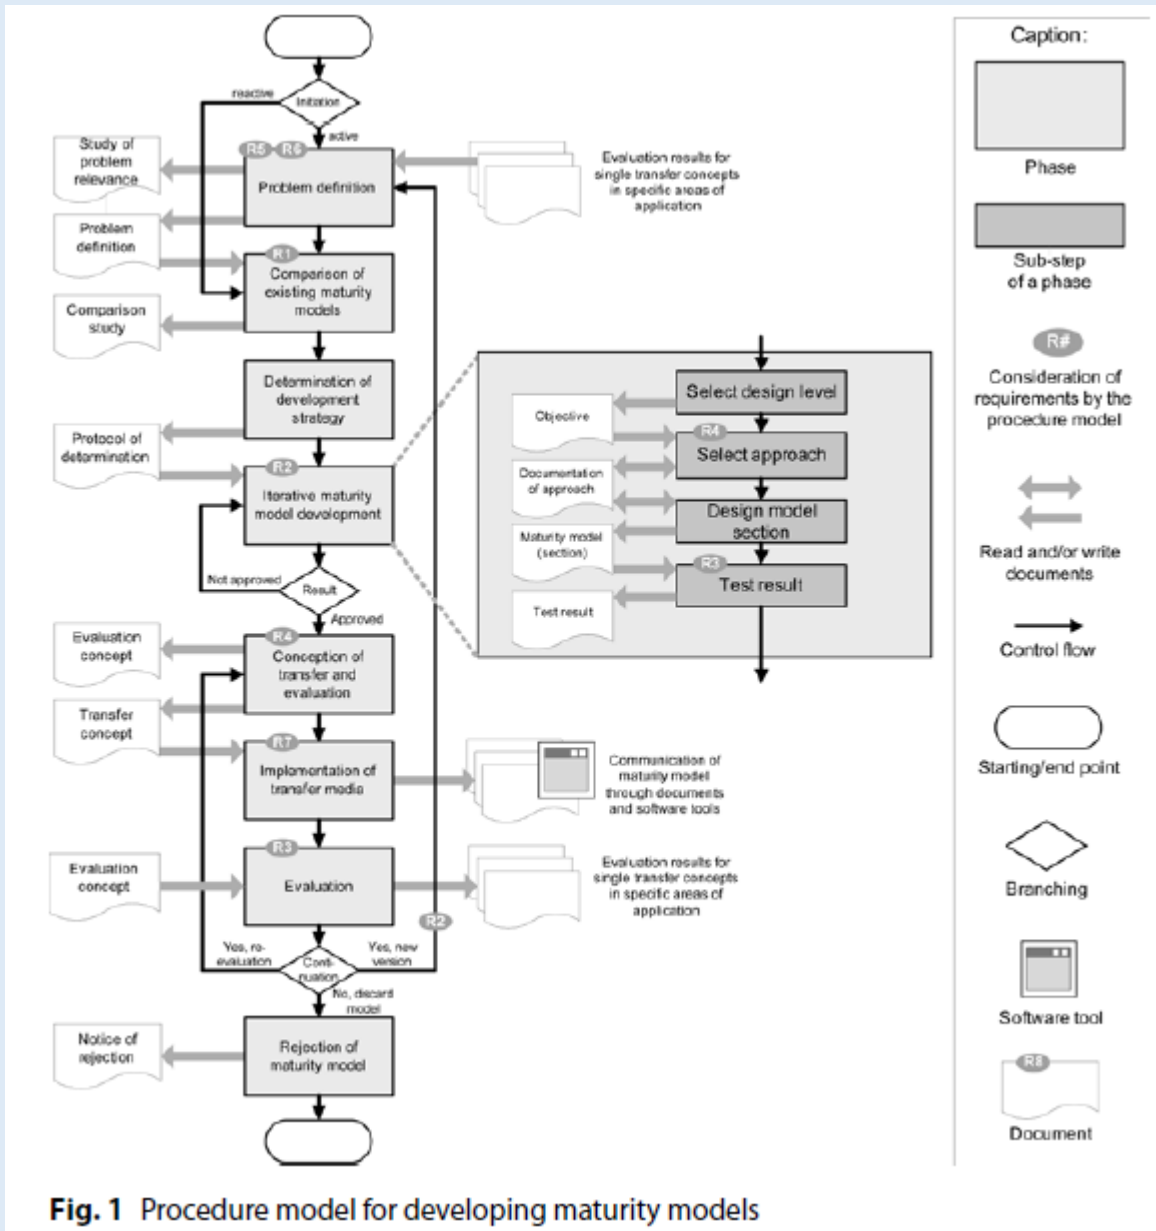 Initiation
reactive
active
Study of
problem
relevance
R5
R6
Problem definition
Evaluation results for
single transfer concepts
in specific areas of
application
Problem
definition
R1
Comparison of
existing maturity
models
Comparison
study
Determination of
development
strategy
Protocol of
determination
R2
Iterative maturity
model development
Not approved
Result
Approved
Select design level
Objective
R4
Select approach
Documentation
of approach
Design model
section
Maturity model
(section)
R3
Test result
Test result
Evaluation
concept
R4
Conception of
transfer and
evaluation
Transfer
concept
R7
Implementation of
transfer media
Communication of
maturity model
through documents
and software tools
Evaluation
concept
R3
Evaluation
Evaluation results for
single transfer concepts
in specific areas of
application
R2
Yes, re-
evaluation
Conti-
nuation
Yes, new
version
No, discard
model
Notice of
rejection
Rejection of
maturity model
Caption:
Phase
Sub-step
of a phase
R#
Consideration of
requirements by the
procedure model
Read and/or write
documents
Control flow
Starting/end point
Branching
Software tool
R8
Document
Fig. 1 Procedure model for developing maturity models